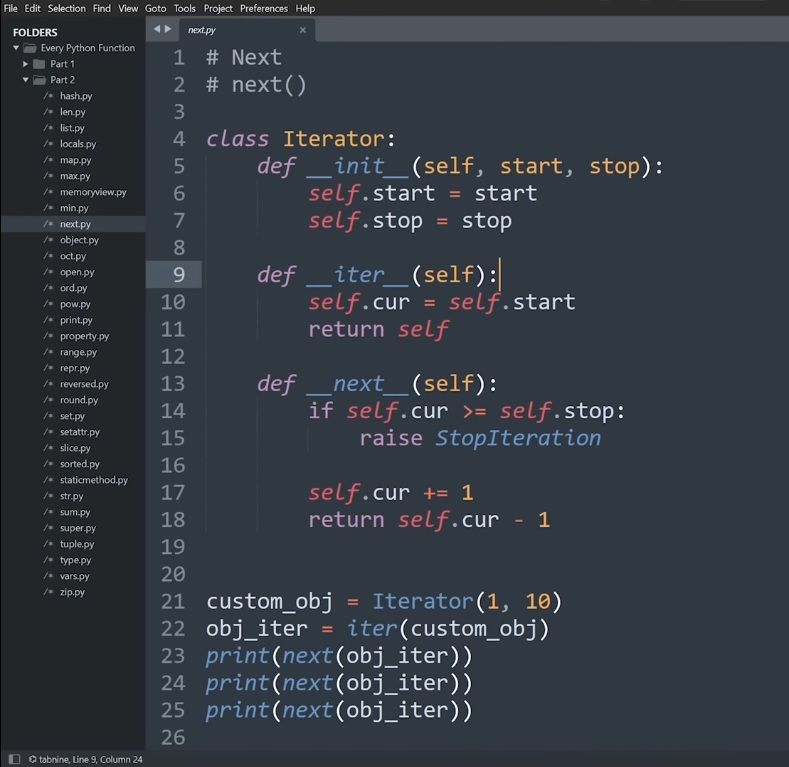 File Edit Selection Find View Goto Tools Project Preferences Help
FOLDERS
Every Python Function
Part 1
Part 2
/* hash.py
/* len.py
/* list.py
/* locals.py
/* map.py
/* max.py
/* memoryview.py
/* min.py
/* next.py
/* object.py
/* oct.py
/* open.py
/* ord.py
/* pow.py
/* print.py
/* property.py
/* range.py
/* repr.py
/* reversed.py
/* round.py
/* set.py
/* setattr.py
/* slice.py
/* sorted.py
/* staticmethod.py
/* str.py
/* sum.py
/* super.py
/* tuple.py
/* type.py
/* vars.py
/* zip.py
next.py ×
1 # Next
2 # next()
3
4 class Iterator:
5     def __init__(self, start, stop):
6         self.start = start
7         self.stop = stop
8
9     def __iter__(self):
10         self.cur = self.start
11         return self
12
13     def __next__(self):
14         if self.cur >= self.stop:
15             raise StopIteration
16
17         self.cur += 1
18         return self.cur - 1
19
20
21 custom_obj = Iterator(1, 10)
22 obj_iter = iter(custom_obj)
23 print(next(obj_iter))
24 print(next(obj_iter))
25 print(next(obj_iter))
26
tabnine, Line 9, Column 24